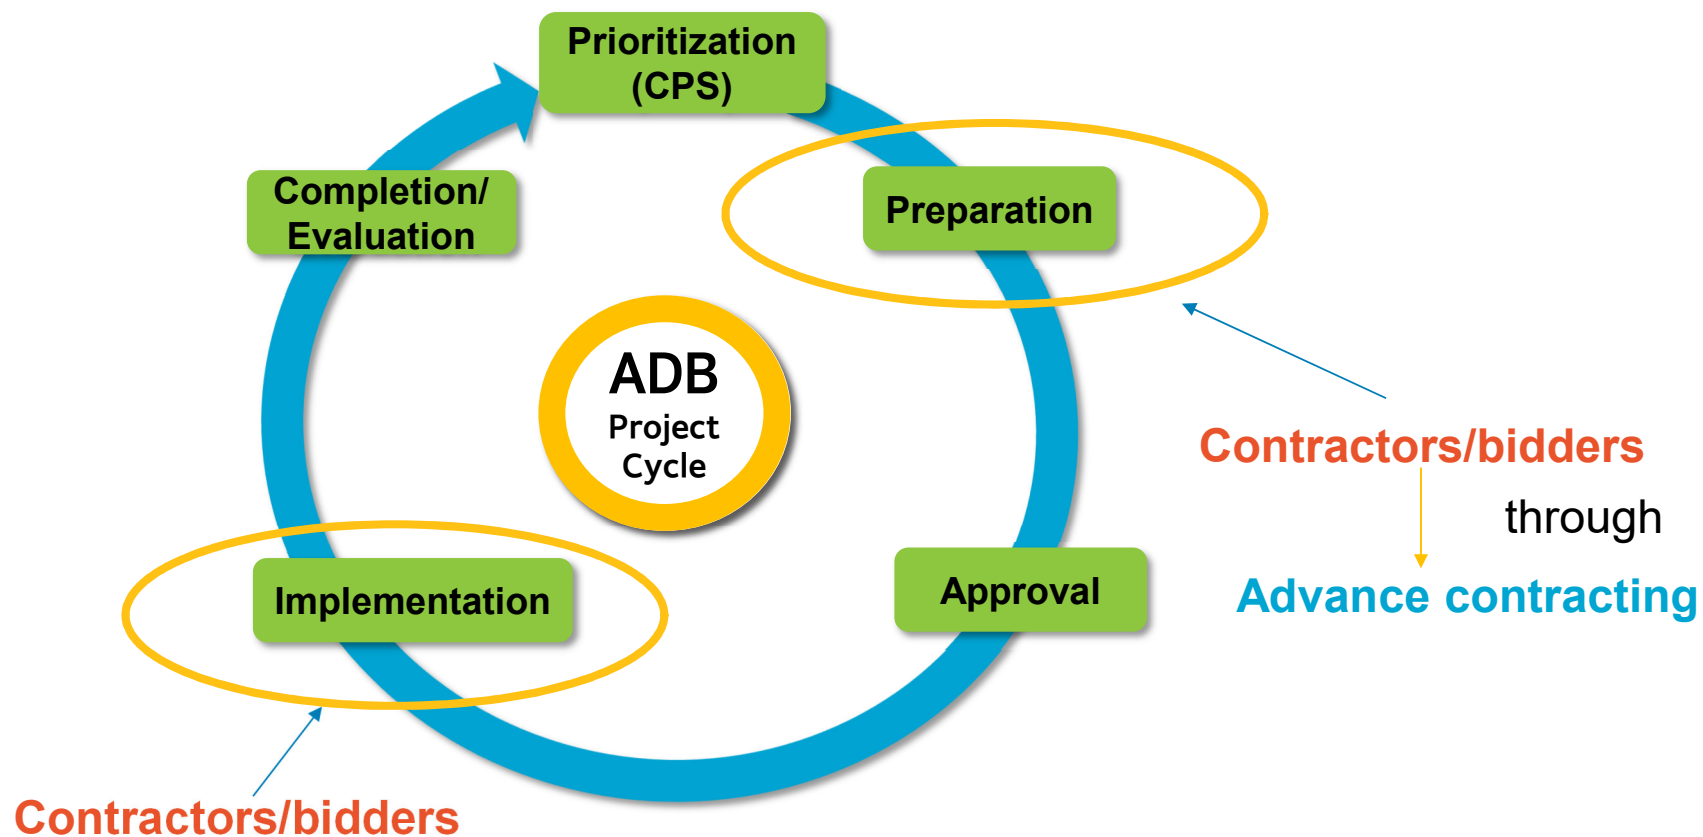 Prioritization
(CPS)
Completion/
Evaluation
Preparation
ADB
Project
Cycle
Contractors/bidders
through
Advance contracting
Implementation
Approval
Contractors/bidders